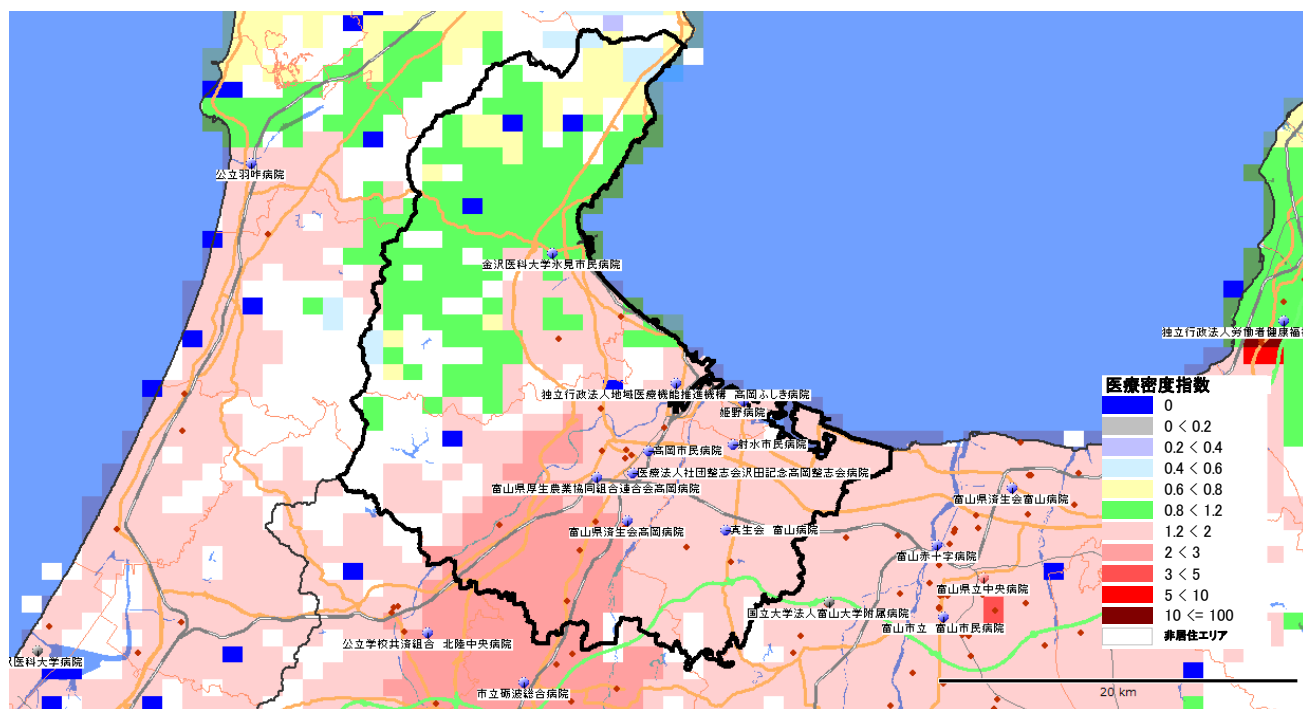 公立羽咋病院
金沢医科大学氷見市民病院
独立行政法人労働者健康福祉
独立行政法人地域医療機能推進機構 高岡ふしき病院
姫野病院
射水市民病院
高岡市民病院
医療法人社団整志会沢田記念高岡整志会病院
富山県厚生農業協同組合連合会高岡病院
富山県済生会富山病院
富山県済生会高岡病院
真生会 富山病院
富山赤十字病院
富山県立中央病院
国立大学法人富山大学附属病院
富山市立 富山市民病院
公立学校共済組合 北陸中央病院
沢医科大学病院
市立砺波総合病院
医療密度指数
0
0 < 0.2
0.2 < 0.4
0.4 < 0.6
0.6 < 0.8
0.8 < 1.2
1.2 < 2
2 < 3
3 < 5
5 < 10
10 <= 100
非居住エリア
20 km